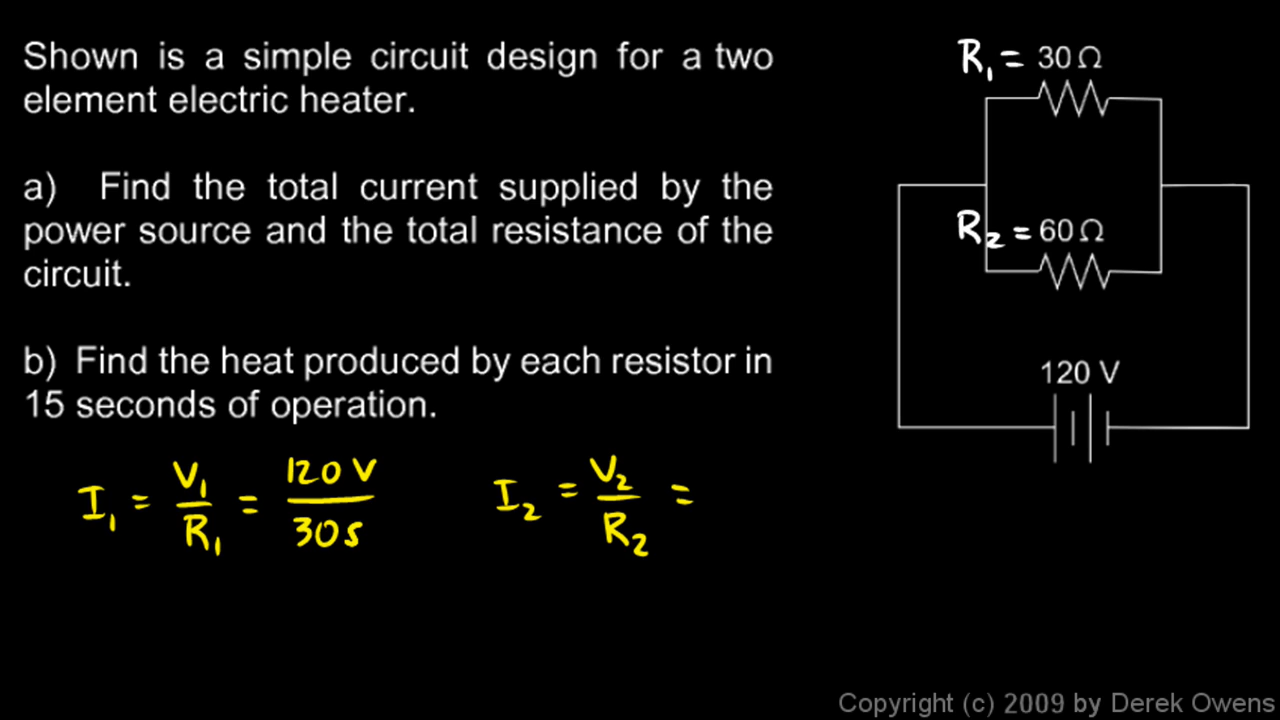 Shown is a simple circuit design for a two
element electric heater.
a) Find the total current supplied by the
power source and the total resistance of the
circuit.
b) Find the heat produced by each resistor in
15 seconds of operation.
I₁ = V₁/R₁ = 120 V/30s
I₂ = V₂/R₂ =
R₁ = 30 Ω
R₂ = 60 Ω
120 V
Copyright (c) 2009 by Derek Owens